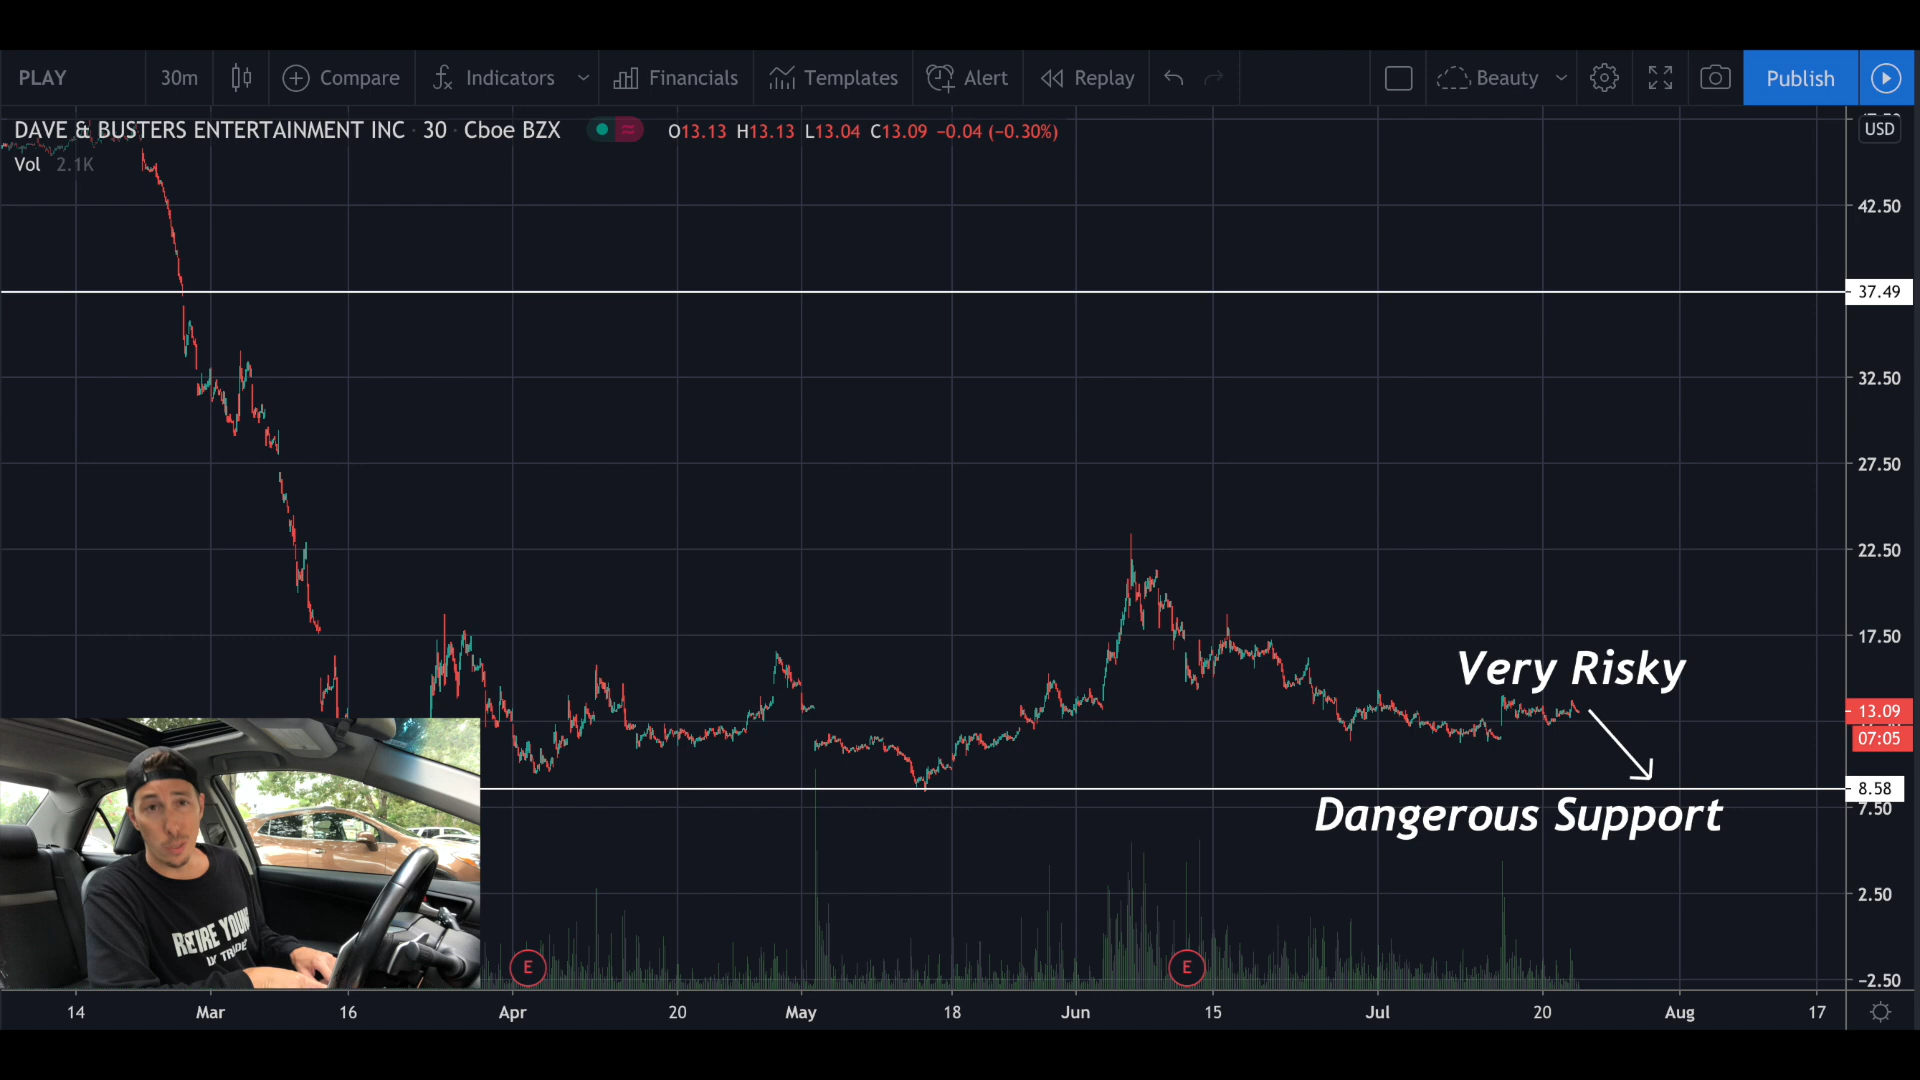 PLAY 30m Compare Indicators Financials Templates Alert Replay Beauty Publish
DAVE & BUSTERS ENTERTAINMENT INC · 30 · Cboe BZX O13.13 H13.13 L13.04 C13.09 −0.04 (−0.30%)
USD
Vol 2.1K
42.50
37.49
32.50
27.50
22.50
17.50
Very Risky
13.09
07:05
8.58
7.50
Dangerous Support
2.50
RETIRE YOUNG
E
E
−2.50
14 Mar 16 Apr 20 May 18 Jun 15 Jul 20 Aug 17